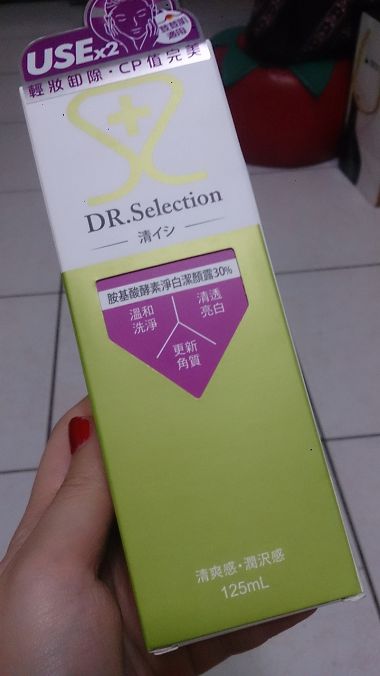 USEx2
輕妝卸除·CP值完美
DR.Selection
清イシ
胺基酸酵素淨白潔顏露30%
溫和
洗淨
清透
亮白
更新
角質
清爽感·潤沢感
125mL